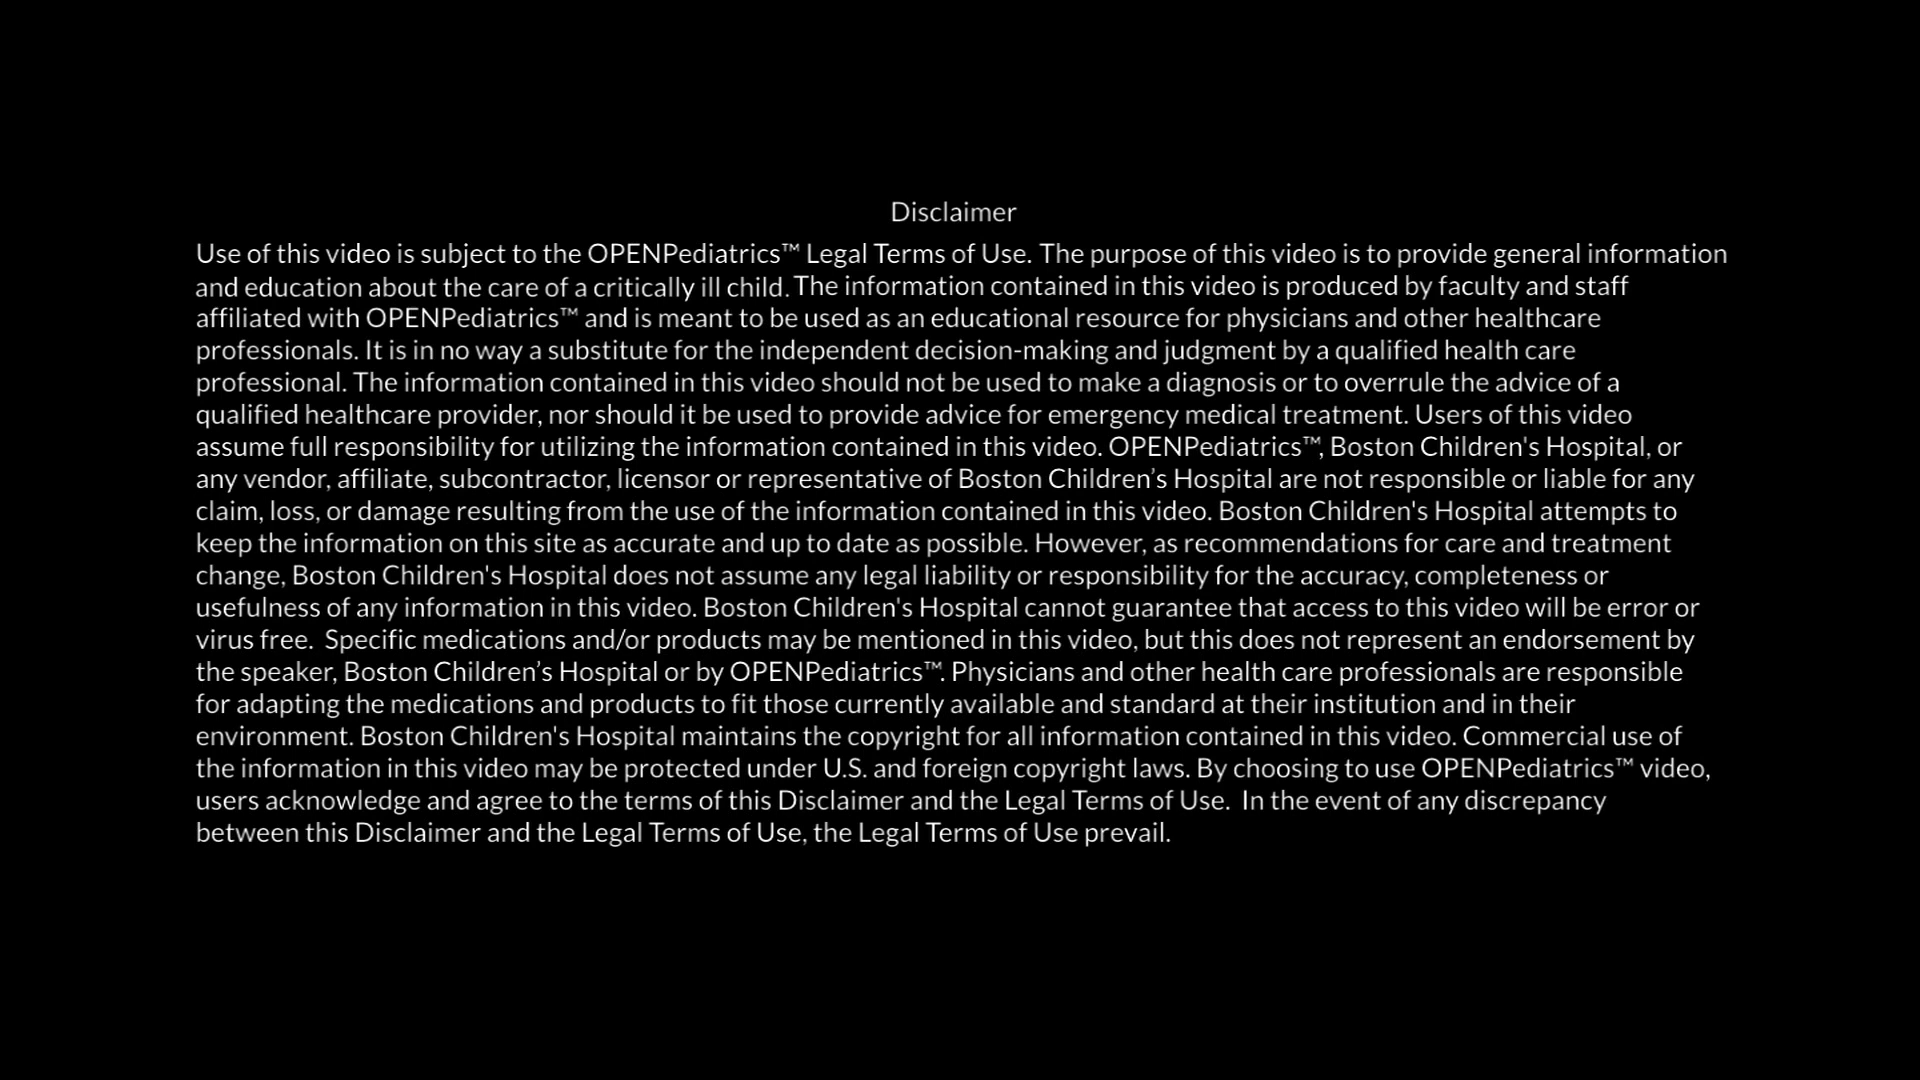 Disclaimer
Use of this video is subject to the OPENPediatrics™ Legal Terms of Use. The purpose of this video is to provide general information
and education about the care of a critically ill child. The information contained in this video is produced by faculty and staff
affiliated with OPENPediatrics™ and is meant to be used as an educational resource for physicians and other healthcare
professionals. It is in no way a substitute for the independent decision-making and judgment by a qualified health care
professional. The information contained in this video should not be used to make a diagnosis or to overrule the advice of a
qualified healthcare provider, nor should it be used to provide advice for emergency medical treatment. Users of this video
assume full responsibility for utilizing the information contained in this video. OPENPediatrics™, Boston Children's Hospital, or
any vendor, affiliate, subcontractor, licensor or representative of Boston Children’s Hospital are not responsible or liable for any
claim, loss, or damage resulting from the use of the information contained in this video. Boston Children's Hospital attempts to
keep the information on this site as accurate and up to date as possible. However, as recommendations for care and treatment
change, Boston Children's Hospital does not assume any legal liability or responsibility for the accuracy, completeness or
usefulness of any information in this video. Boston Children's Hospital cannot guarantee that access to this video will be error or
virus free.  Specific medications and/or products may be mentioned in this video, but this does not represent an endorsement by
the speaker, Boston Children’s Hospital or by OPENPediatrics™. Physicians and other health care professionals are responsible
for adapting the medications and products to fit those currently available and standard at their institution and in their
environment. Boston Children's Hospital maintains the copyright for all information contained in this video. Commercial use of
the information in this video may be protected under U.S. and foreign copyright laws. By choosing to use OPENPediatrics™ video,
users acknowledge and agree to the terms of this Disclaimer and the Legal Terms of Use.  In the event of any discrepancy
between this Disclaimer and the Legal Terms of Use, the Legal Terms of Use prevail.